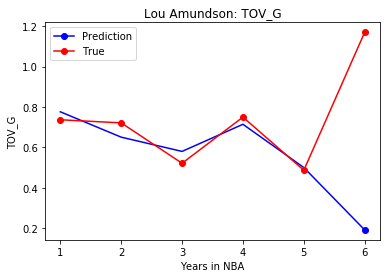 Lou Amundson: TOV_G
Prediction
True
1.2
1.0
0.8
0.6
0.4
0.2
TOV_G
1 2 3 4 5 6
Years in NBA